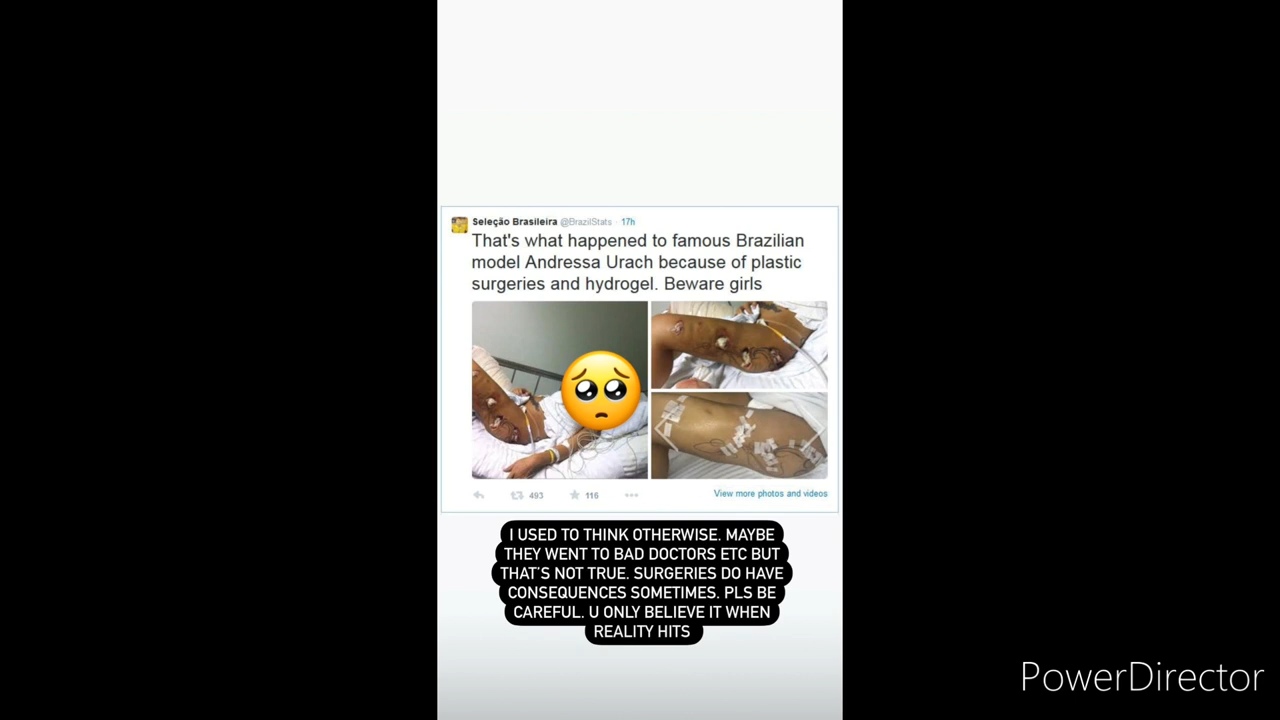 Seleção Brasileira @BrazilStats · 17h
That's what happened to famous Brazilian
model Andressa Urach because of plastic
surgeries and hydrogel. Beware girls
493 116 View more photos and videos
I USED TO THINK OTHERWISE. MAYBE
THEY WENT TO BAD DOCTORS ETC BUT
THAT'S NOT TRUE. SURGERIES DO HAVE
CONSEQUENCES SOMETIMES. PLS BE
CAREFUL. U ONLY BELIEVE IT WHEN
REALITY HITS
PowerDirector